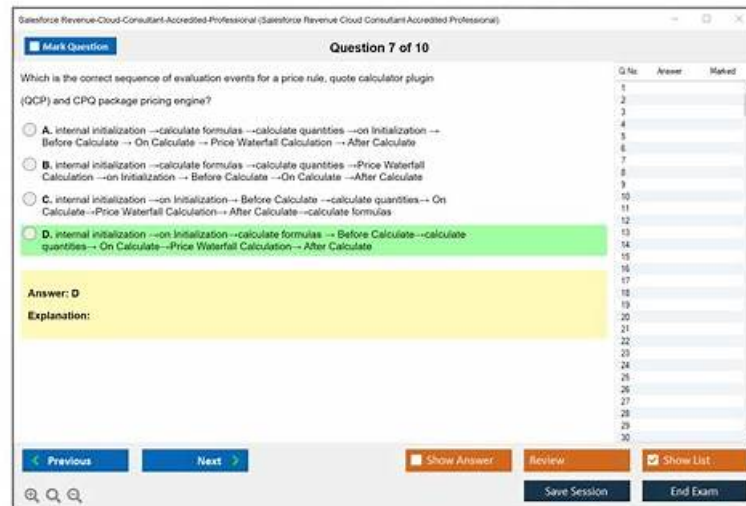 Salesforce Revenue-Cloud-Consultant-Accredited-Professional (Salesforce Revenue Cloud Consultant Accredited Professional)
Mark Question
Question 7 of 10
Which is the correct sequence of evaluation events for a price rule, quote calculator plugin
(QCP) and CPQ package pricing engine?
A. internal initialization →calculate formulas →calculate quantities →on Initialization →
Before Calculate → On Calculate → Price Waterfall Calculation → After Calculate
B. internal initialization →calculate formulas →calculate quantities →Price Waterfall
Calculation →on Initialization → Before Calculate →On Calculate →After Calculate
C. internal initialization →on Initialization→ Before Calculate →calculate quantities→ On
Calculate→Price Waterfall Calculation→ After Calculate→calculate formulas
D. internal initialization →on Initialization→calculate formulas → Before Calculate→calculate
quantities→ On Calculate→Price Waterfall Calculation→ After Calculate
Answer: D
Explanation:
Q.No Answer Marked
1
2
3
4
5
6
7
8
9
10
11
12
13
14
15
16
17
18
19
20
21
22
23
24
25
26
27
28
29
30
Previous
Next
Show Answer
Review
Show List
Save Session
End Exam